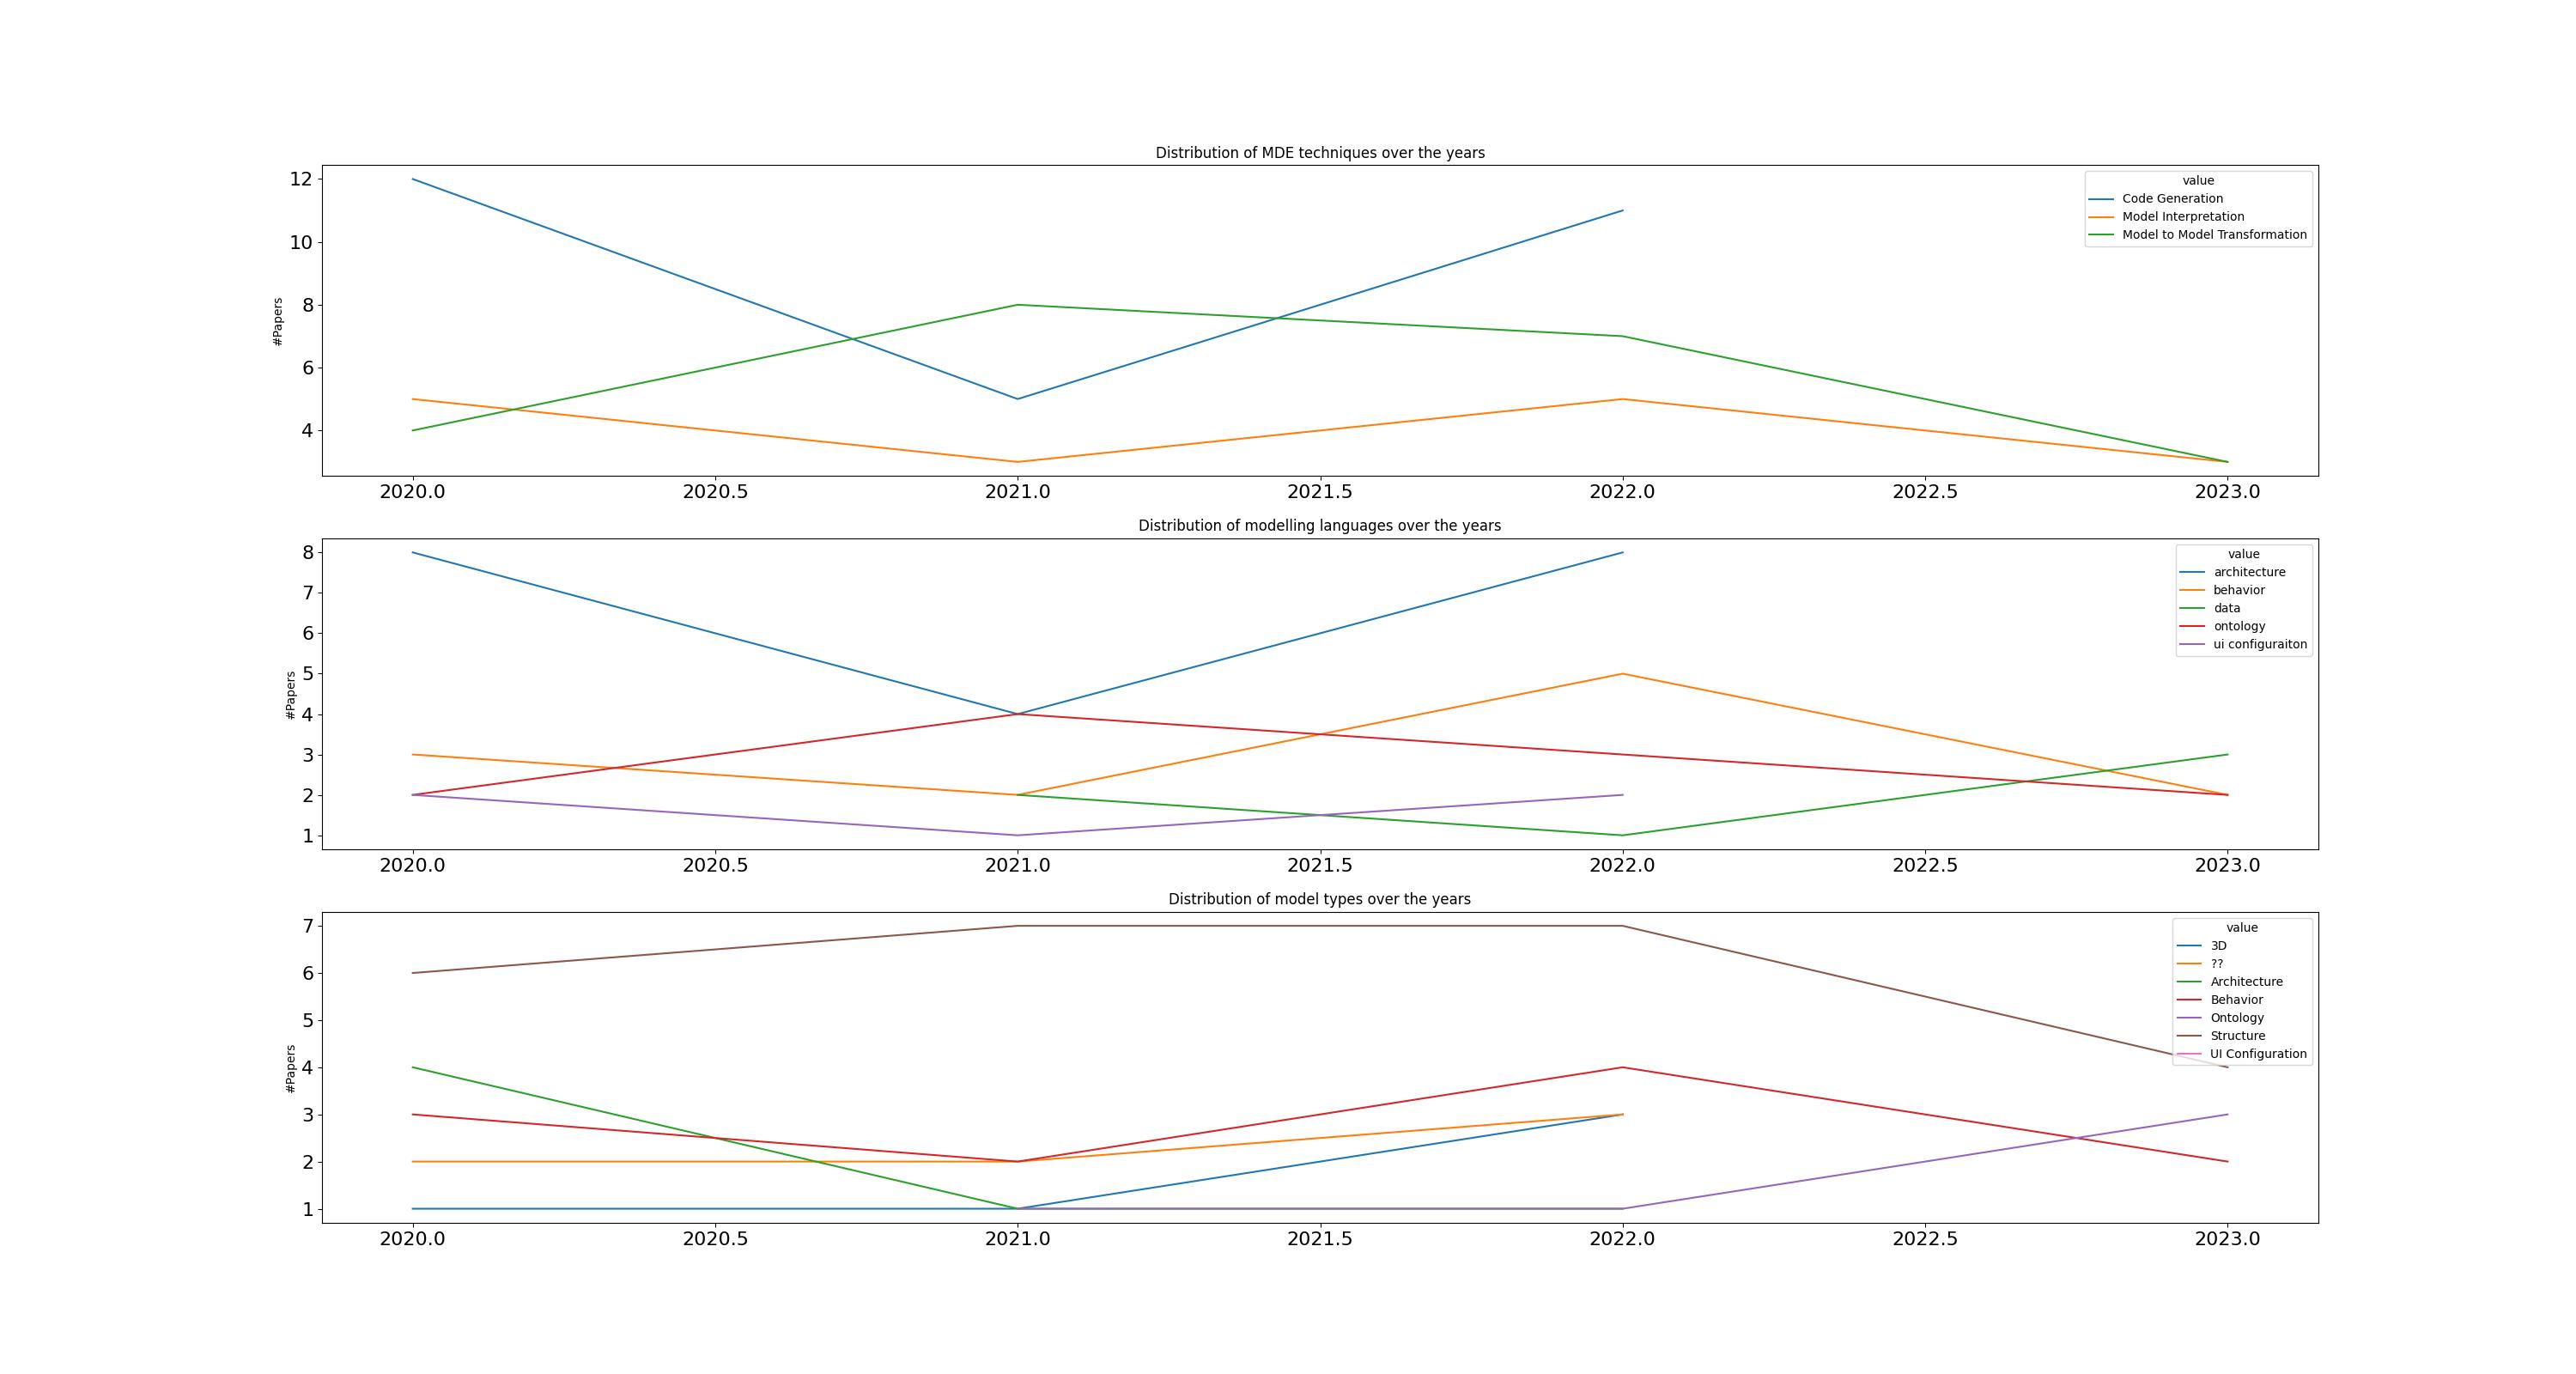 Distribution of MDE techniques over the years
#Papers
12
10
8
6
4
2020.0 2020.5 2021.0 2021.5 2022.0 2022.5 2023.0
value
Code Generation
Model Interpretation
Model to Model Transformation
Distribution of modelling languages over the years
#Papers
8
7
6
5
4
3
2
1
2020.0 2020.5 2021.0 2021.5 2022.0 2022.5 2023.0
value
architecture
behavior
data
ontology
ui configuraiton
Distribution of model types over the years
#Papers
7
6
5
4
3
2
1
2020.0 2020.5 2021.0 2021.5 2022.0 2022.5 2023.0
value
3D
??
Architecture
Behavior
Ontology
Structure
UI Configuration